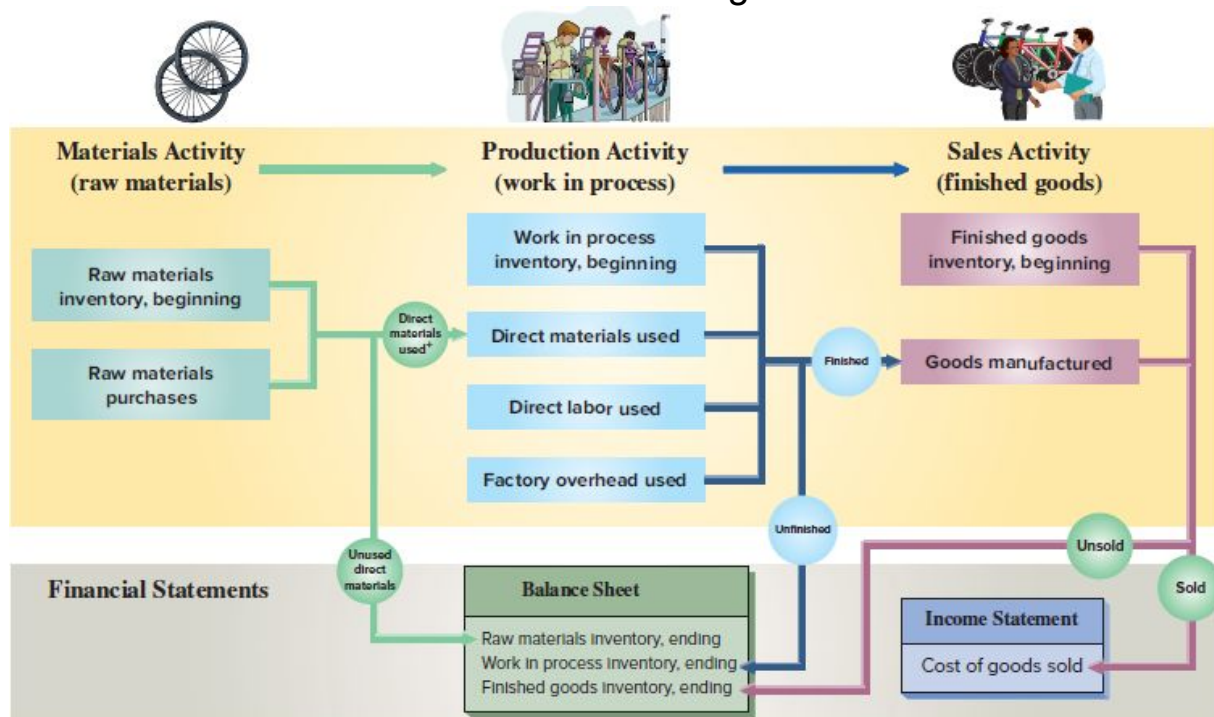 Materials Activity
(raw materials)
Production Activity
(work in process)
Sales Activity
(finished goods)
Raw materials
inventory, beginning
Raw materials
purchases
Direct
materials
used+
Work in process
inventory, beginning
Direct materials used
Direct labor used
Factory overhead used
Finished
Unfinished
Finished goods
inventory, beginning
Goods manufactured
Unsold
Sold
Unused
direct
materials
Financial Statements
Balance Sheet
Raw materials inventory, ending
Work in process inventory, ending
Finished goods inventory, ending
Income Statement
Cost of goods sold